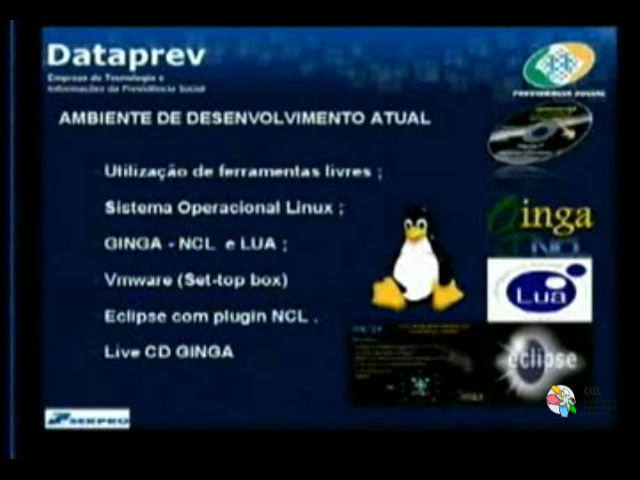 Dataprev
Empresa de Tecnologia e
Informações da Previdência Social
PREVIDÊNCIA SOCIAL
AMBIENTE DE DESENVOLVIMENTO ATUAL
Utilização de ferramentas livres ;
Sistema Operacional Linux ;
GINGA - NCL e LUA ;
Vmware (Set-top box)
Eclipse com plugin NCL .
Live CD GINGA
Ginga
NCL
Lua
eclipse
SERPRO
CISL